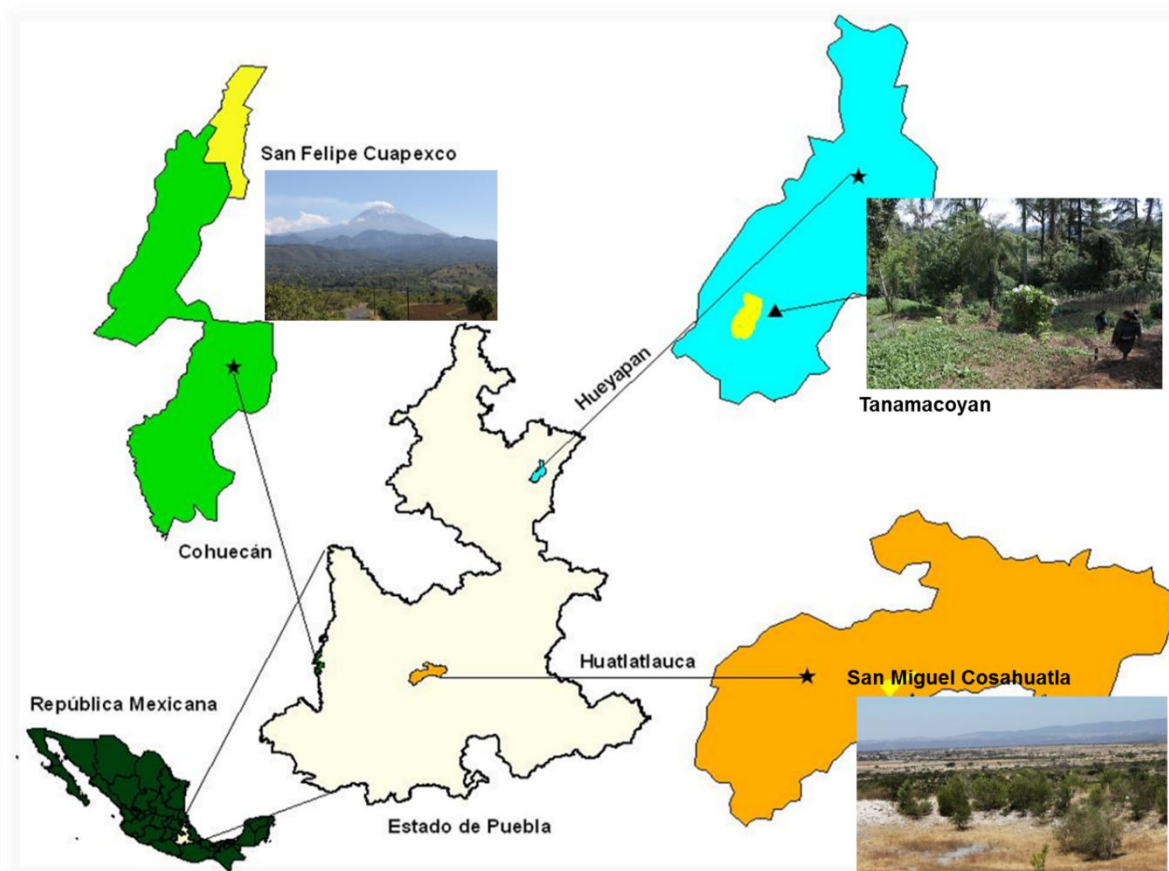 San Felipe Cuapexco
Hueyapan
Tanamacoyan
Cohuecán
Huatlatlauca
San Miguel Cosahuatla
República Mexicana
Estado de Puebla